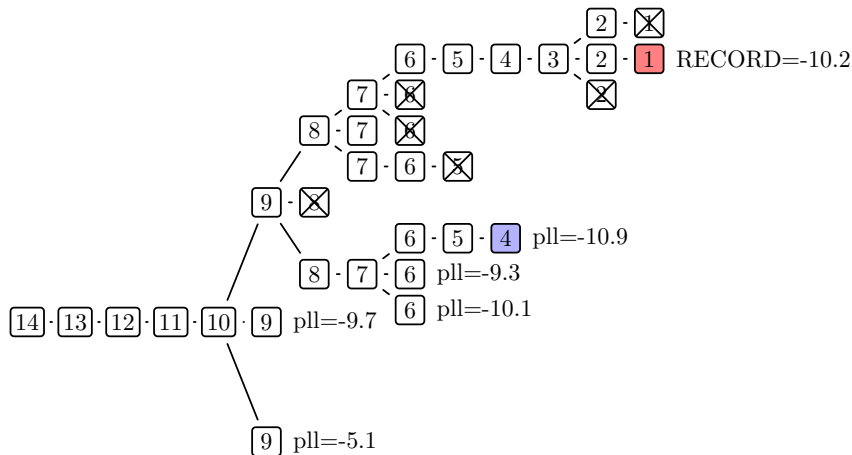 2 1
6 5 4 3 2 1 RECORD=-10.2
7 6 2
8 7 6
7 6 5
9 8
6 5 4 pll=-10.9
8 7 6 pll=-9.3
6 pll=-10.1
14 13 12 11 10 9 pll=-9.7
9 pll=-5.1